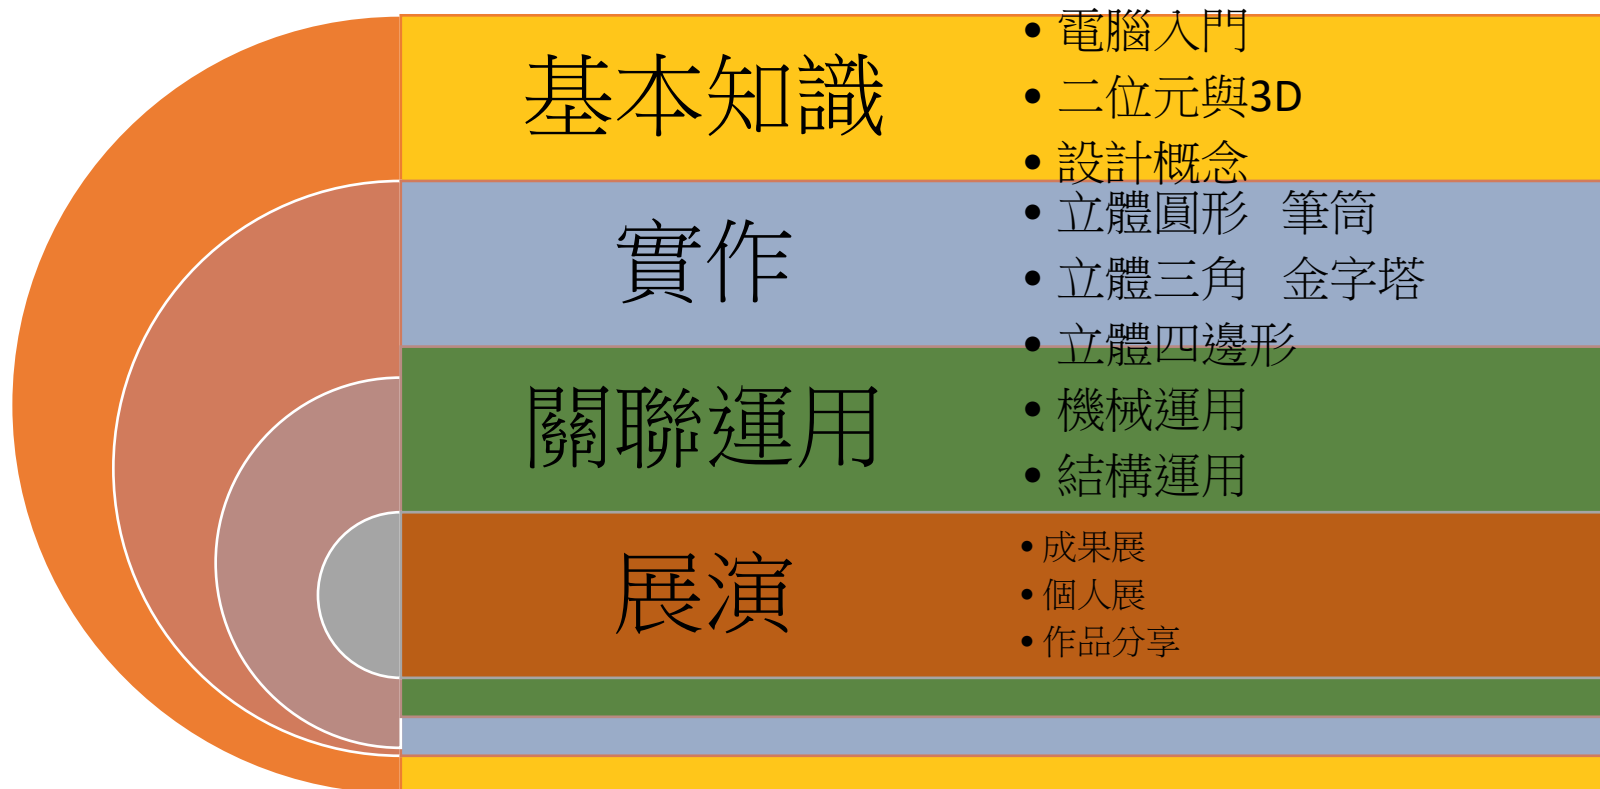 基本知識
• 電腦入門
• 二位元與3D
• 設計概念
實作
• 立體圓形 筆筒
• 立體三角 金字塔
• 立體四邊形
關聯運用
• 機械運用
• 結構運用
展演
• 成果展
• 個人展
• 作品分享